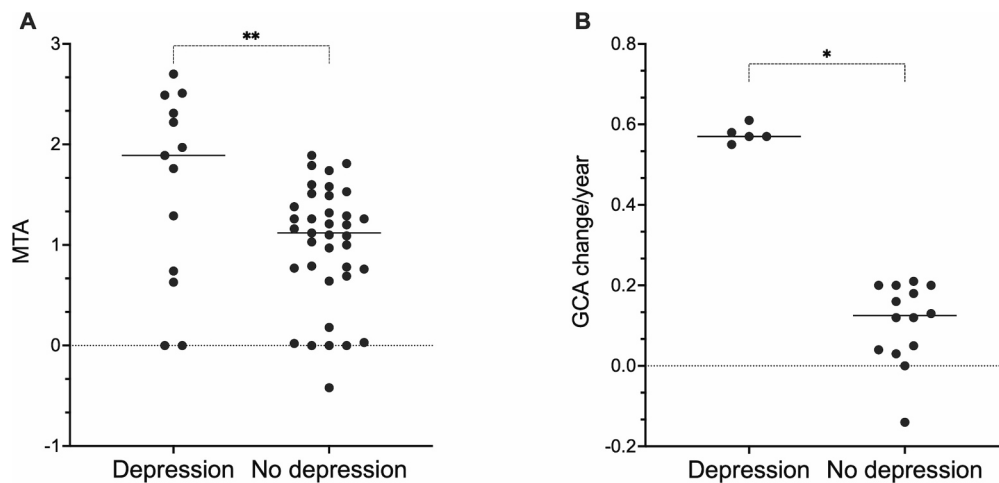 A
B
**
*
MTA
3
2
1
0
-1
Depression
No depression
GCA change/year
0.8
0.6
0.4
0.2
0.0
-0.2
Depression
No depression